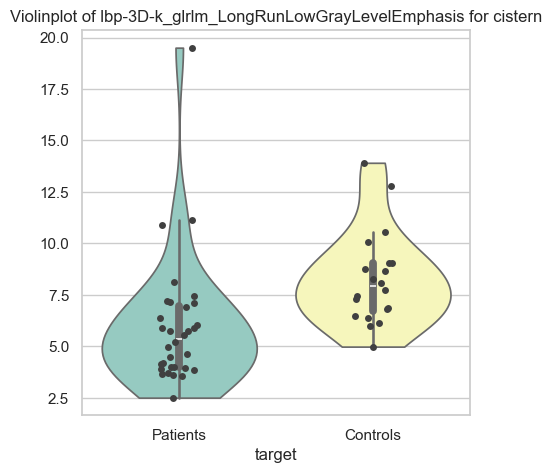 Violinplot of lbp-3D-k_glrlm_LongRunLowGrayLevelEmphasis for cistern
20.0
17.5
15.0
12.5
10.0
7.5
5.0
2.5
Patients Controls
target